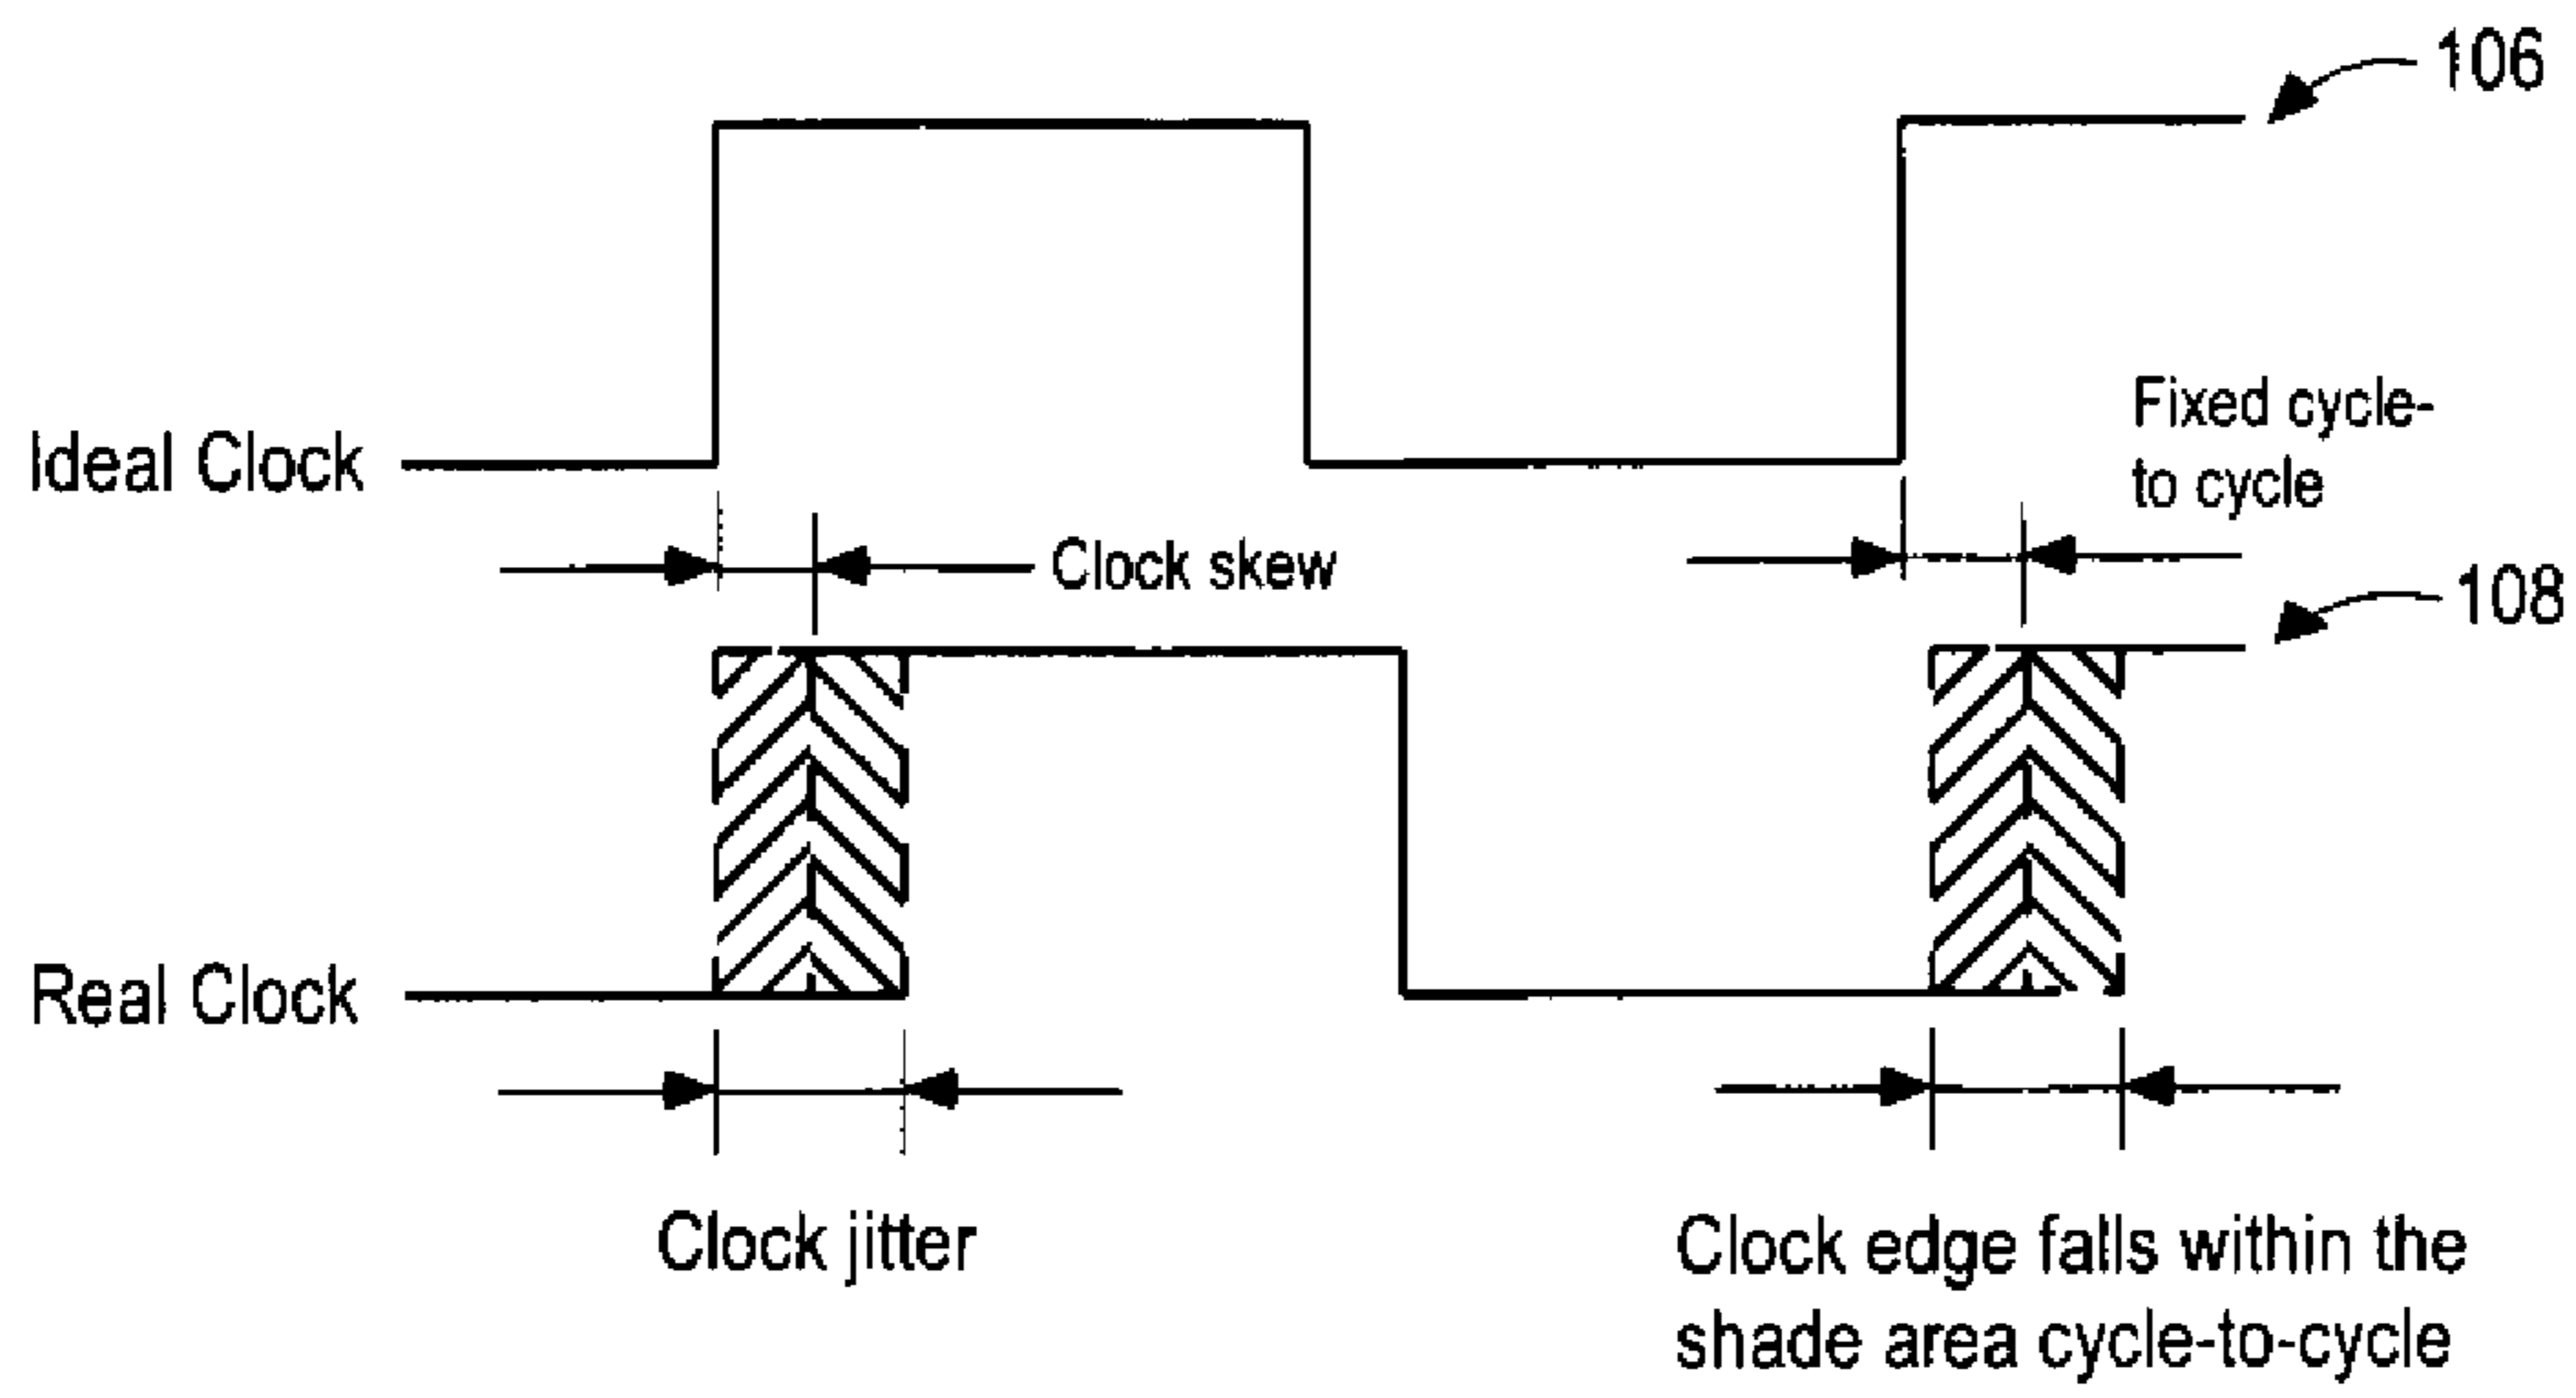 106
Fixed cycle-
to cycle
Ideal Clock
Clock skew
108
Real Clock
Clock jitter
Clock edge falls within the
shade area cycle-to-cycle